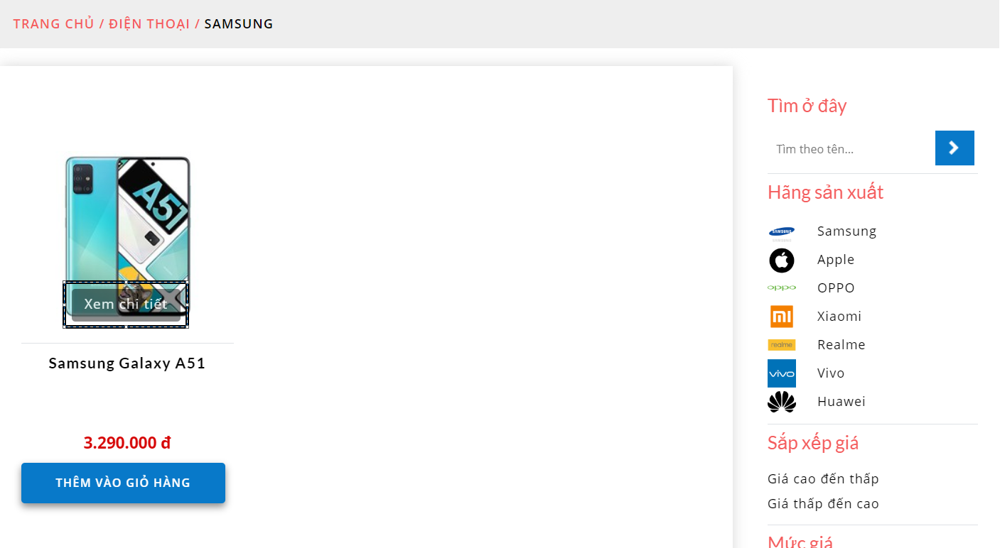 TRANG CHỦ / ĐIỆN THOẠI / SAMSUNG
A51
Xem chi tiết
Samsung Galaxy A51
3.290.000 đ
THÊM VÀO GIỎ HÀNG
Tìm ở đây
Tìm theo tên...
Hãng sản xuất
SAMSUNG Samsung
Apple
oppo OPPO
mi Xiaomi
realme Realme
vivo Vivo
Huawei
Sắp xếp giá
Giá cao đến thấp
Giá thấp đến cao
Mức giá